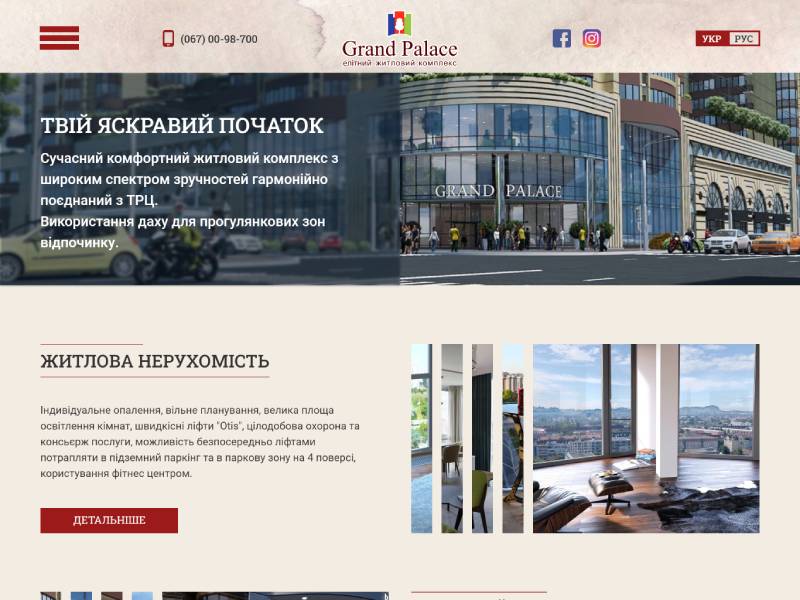 (067) 00-98-700
Grand Palace
елітний житловий комплекс
УКР РУС
ТВІЙ ЯСКРАВИЙ ПОЧАТОК
Сучасний комфортний житловий комплекс з
широким спектром зручностей гармонійно
поєднаний з ТРЦ.
Використання даху для прогулянкових зон
відпочинку.
GRAND PALACE
ЖИТЛОВА НЕРУХОМІСТЬ
Індивідуальне опалення, вільне планування, велика площа
освітлення кімнат, швидкісні ліфти "Otis", цілодобова охорона та
консьєрж послуги, можливість безпосередньо ліфтами
потрапляти в підземний паркінг та в паркову зону на 4 поверсі,
користування фітнес центром.
ДЕТАЛЬНІШЕ